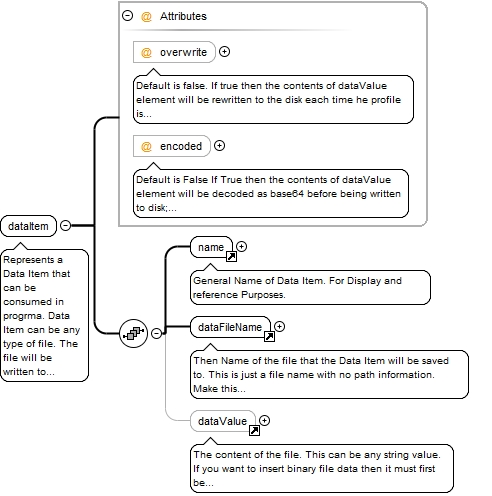 @ Attributes
@ overwrite
Default is false. If true then the contents of dataValue
element will be rewritten to the disk each time he profile
is...
@ encoded
Default is False If True then the contents of dataValue
element will be decoded as base64 before being written
to disk;...
dataItem
Represents a
Data Item that
can be
consumed in
progrma. Data
Item can be any
type of file. The
file will be
written to...
name
General Name of Data Item. For Display and
reference Purposes.
dataFileName
Then Name of the file that the Data Item will be saved
to. This is just a file name with no path information.
Make this...
dataValue
The content of the file. This can be any string value.
If you want to insert binary file data then it must first
be...